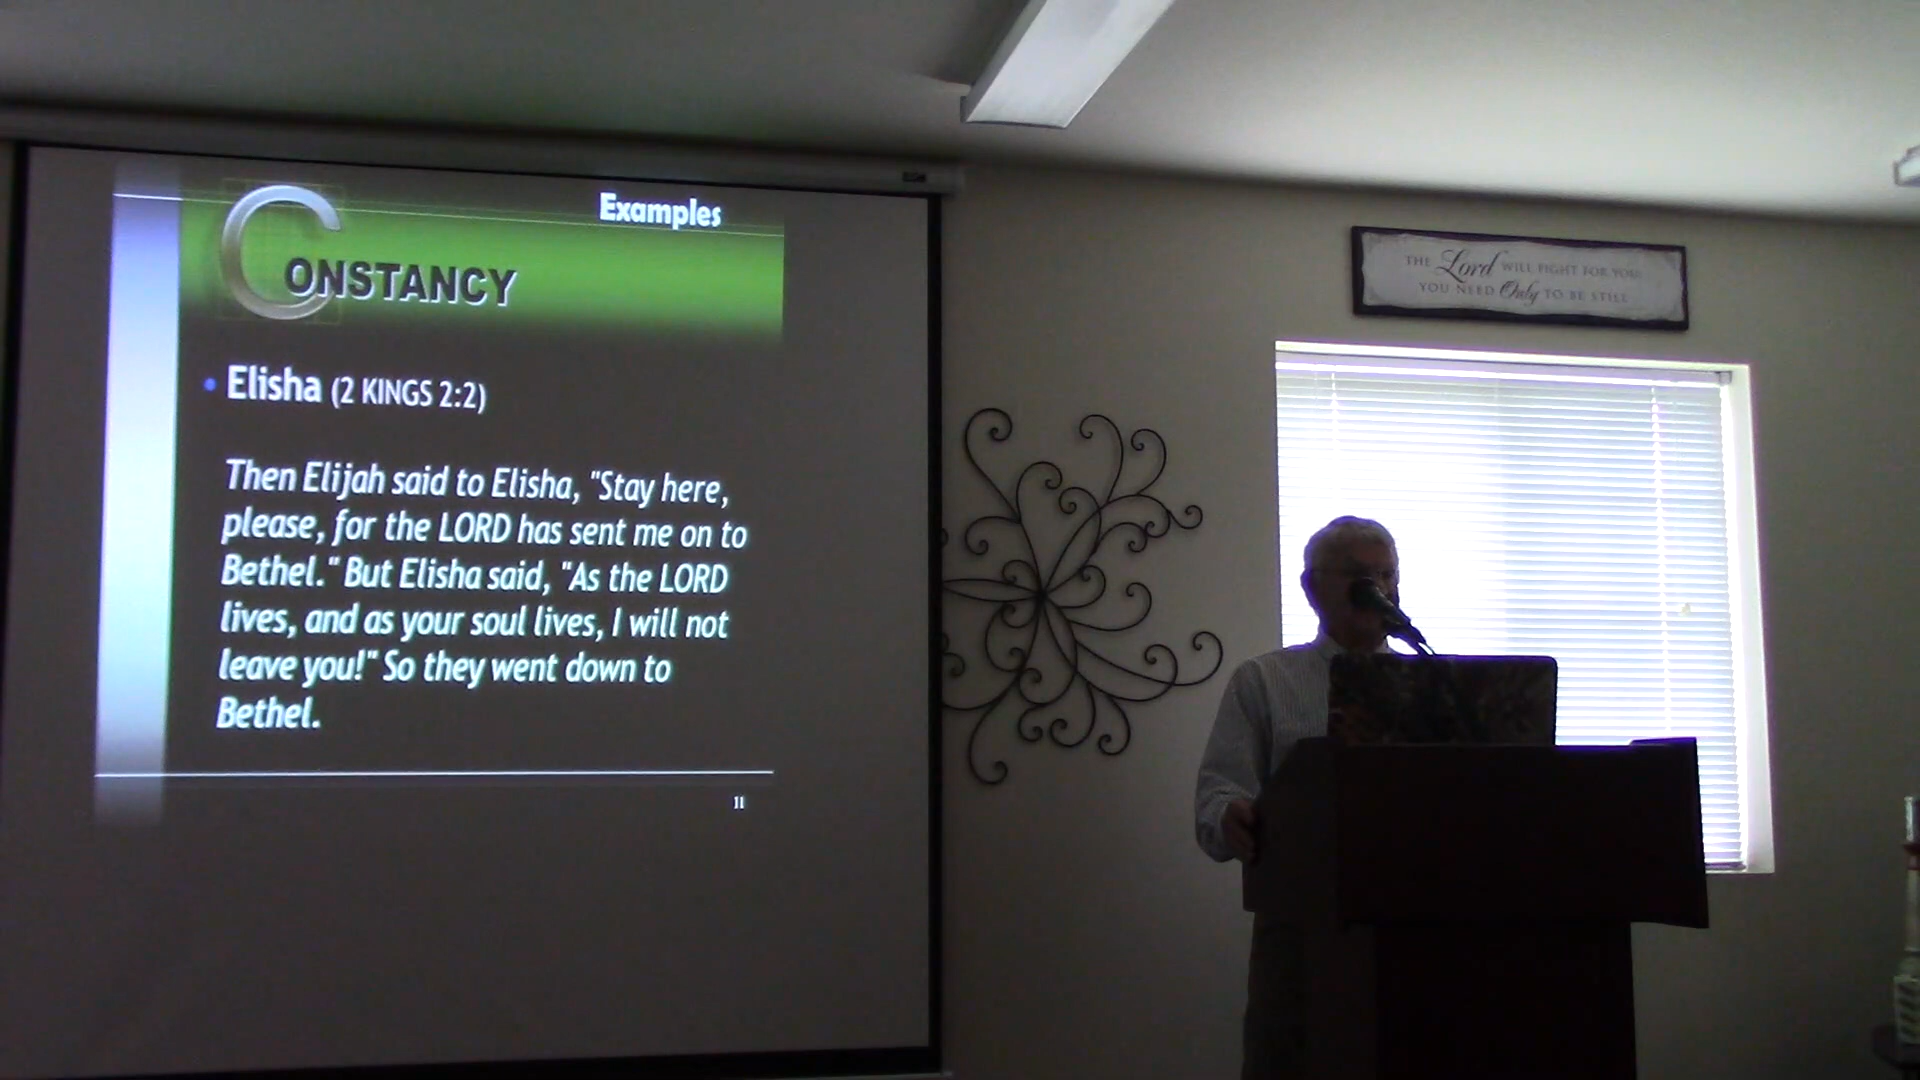 Examples
CONSTANCY
• Elisha (2 KINGS 2:2)
Then Elijah said to Elisha, "Stay here,
please, for the LORD has sent me on to
Bethel." But Elisha said, "As the LORD
lives, and as your soul lives, I will not
leave you!" So they went down to
Bethel.
11
THE Lord WILL FIGHT FOR YOU;
YOU NEED Only TO BE STILL